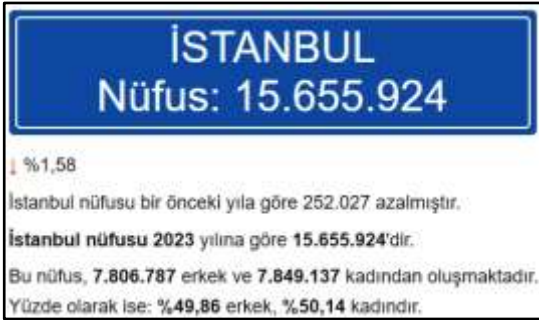 İSTANBUL
Nüfus: 15.655.924
↓ %1,58
İstanbul nüfusu bir önceki yıla göre 252.027 azalmıştır.
İstanbul nüfusu 2023 yılına göre 15.655.924'dir.
Bu nüfus, 7.806.787 erkek ve 7.849.137 kadından oluşmaktadır.
Yüzde olarak ise: %49,86 erkek, %50,14 kadındır.